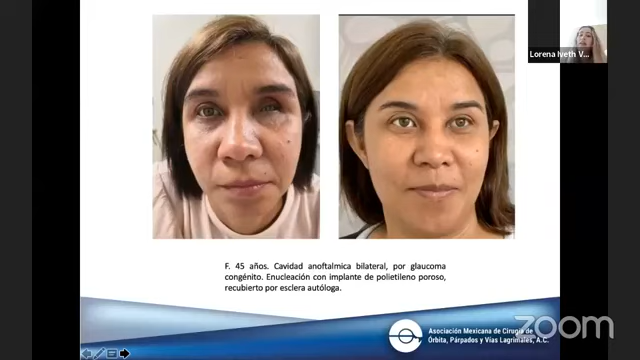 Lorena Iveth V...
F. 45 años. Cavidad anoftalmica bilateral, por glaucoma
congénito. Enucleación con implante de polietileno poroso,
recubierto por esclera autóloga.
Asociación Mexicana de Cirugía de
Órbita, Párpados y Vías Lagrimales, A.C.
zoom